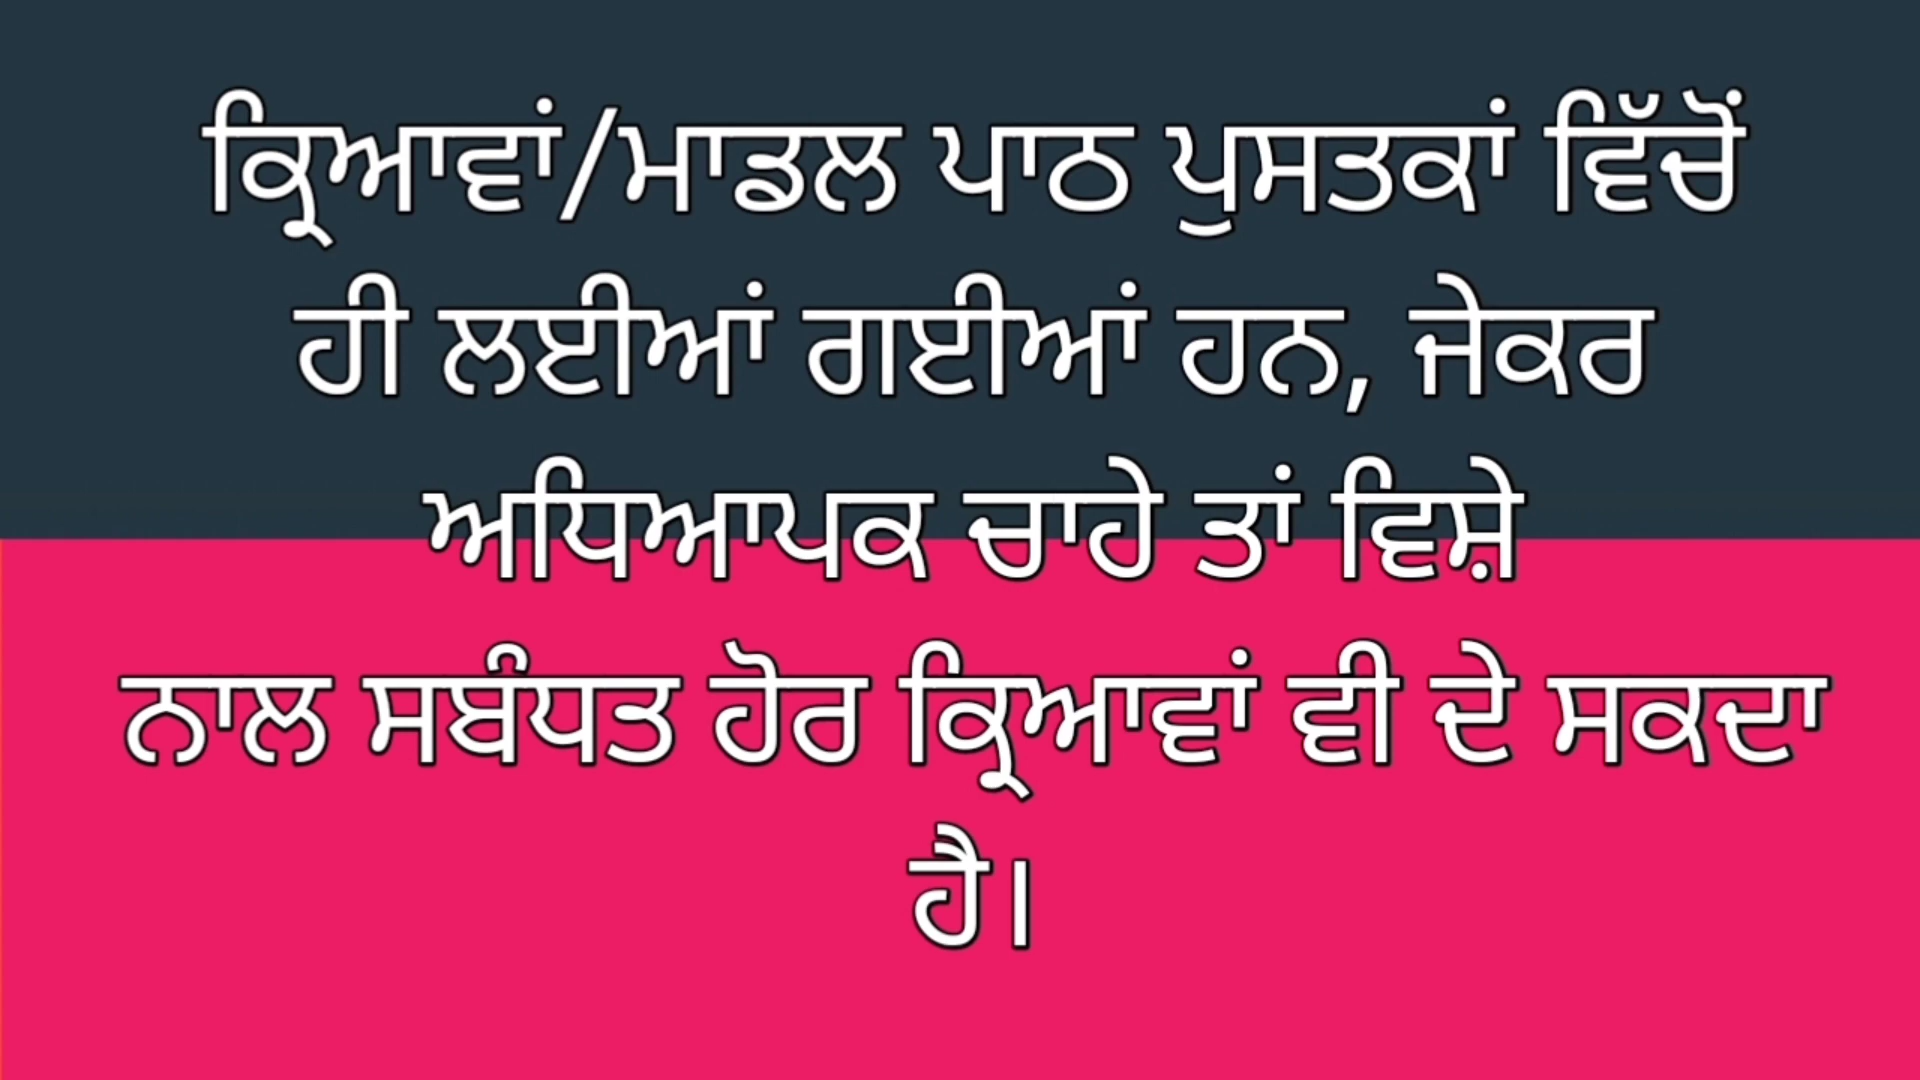 ਕ੍ਰਿਆਵਾਂ/ਮਾਡਲ ਪਾਠ ਪੁਸਤਕਾਂ ਵਿੱਚੋਂ
ਹੀ ਲਈਆਂ ਗਈਆਂ ਹਨ, ਜੇਕਰ
ਅਧਿਆਪਕ ਚਾਹੇ ਤਾਂ ਵਿਸ਼ੇ
ਨਾਲ ਸਬੰਧਤ ਹੋਰ ਕ੍ਰਿਆਵਾਂ ਵੀ ਦੇ ਸਕਦਾ
ਹੈ।